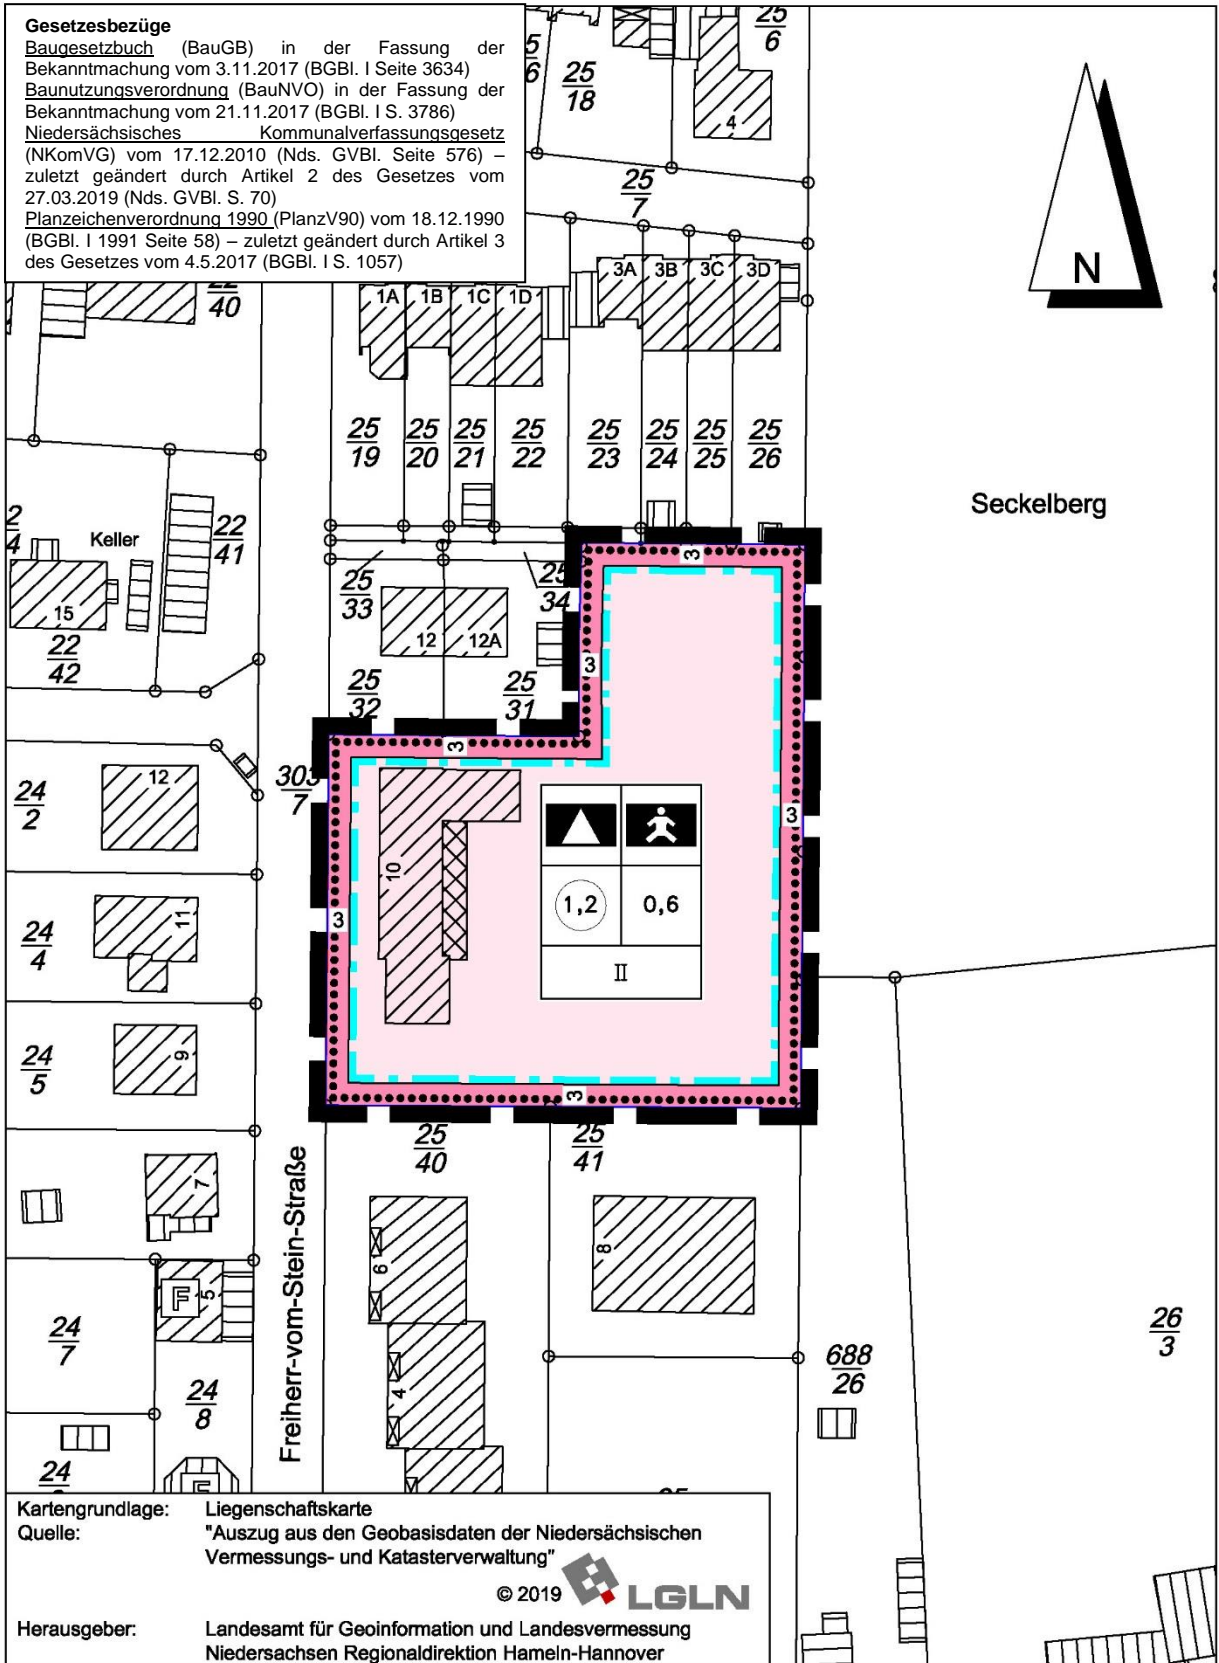 Gesetzesbezüge
Baugesetzbuch (BauGB) in der Fassung der
Bekanntmachung vom 3.11.2017 (BGBl. I Seite 3634)
Baunutzungsverordnung (BauNVO) in der Fassung der
Bekanntmachung vom 21.11.2017 (BGBl. I S. 3786)
Niedersächsisches Kommunalverfassungsgesetz
(NKomVG) vom 17.12.2010 (Nds. GVBl. Seite 576) –
zuletzt geändert durch Artikel 2 des Gesetzes vom
27.03.2019 (Nds. GVBl. S. 70)
Planzeichenverordnung 1990 (PlanzV90) vom 18.12.1990
(BGBl. I 1991 Seite 58) – zuletzt geändert durch Artikel 3
des Gesetzes vom 4.5.2017 (BGBl. I S. 1057)
25
6
5
6
25
18
4
25
7
N
22
40
1A 1B 1C 1D
3A 3B 3C 3D
25
19
25
20
25
21
25
22
25
23
25
24
25
25
25
26
Seckelberg
2
4
Keller
22
41
15
22
42
25
33
25
34
12 12A
25
32
25
31
3
3
3
12
24
2
303
7
3
10
1,2 0,6
II
3
24
4
11
24
5
9
3
25
40
25
41
7
Freiherr-vom-Stein-Straße
6
8
F
5
24
7
24
8
4
688
26
26
3
24
F
Kartengrundlage: Liegenschaftskarte
Quelle: "Auszug aus den Geobasisdaten der Niedersächsischen
Vermessungs- und Katasterverwaltung"
© 2019 LGLN
Herausgeber: Landesamt für Geoinformation und Landesvermessung
Niedersachsen Regionaldirektion Hameln-Hannover